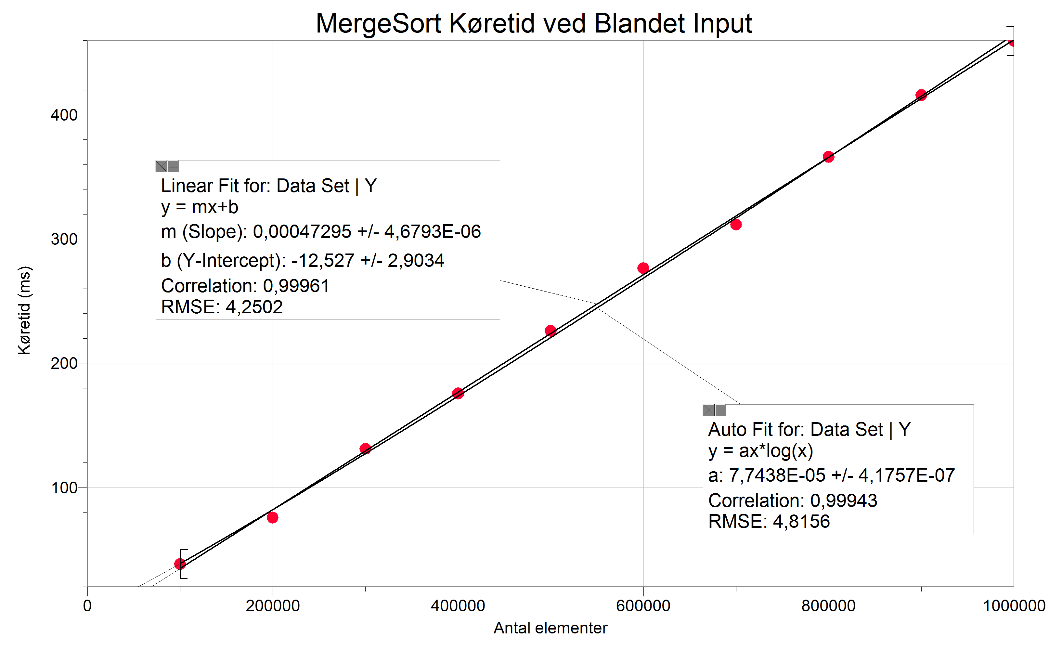 MergeSort Køretid ved Blandet Input
400
300
200
100
Køretid (ms)
Linear Fit for: Data Set | Y
y = mx+b
m (Slope): 0,00047295 +/- 4,6793E-06
b (Y-Intercept): -12,527 +/- 2,9034
Correlation: 0,99961
RMSE: 4,2502
Auto Fit for: Data Set | Y
y = ax*log(x)
a: 7,7438E-05 +/- 4,1757E-07
Correlation: 0,99943
RMSE: 4,8156
0 200000 400000 600000 800000 1000000
Antal elementer